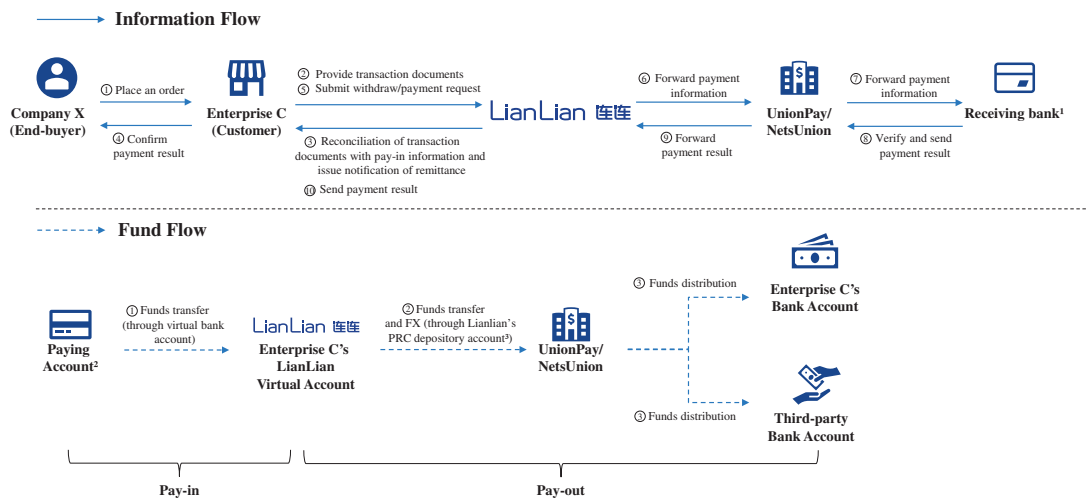 Information Flow
① Place an order
② Provide transaction documents
⑤ Submit withdraw/payment request
⑥ Forward payment
information
⑦ Forward payment
information
Company X
(End-buyer)
Enterprise C
(Customer)
LianLian 连连
UnionPay/
NetsUnion
Receiving bank¹
④ Confirm
payment result
③ Reconciliation of transaction
documents with pay-in information and
issue notification of remittance
⑩ Send payment result
⑨ Forward
payment result
⑧ Verify and send
payment result
Fund Flow
① Funds transfer
(through virtual bank
account)
② Funds transfer
and FX (through Lianlian’s
PRC depository account³)
③ Funds distribution
Enterprise C’s
Bank Account
Paying
Account²
LianLian 连连
Enterprise C’s
LianLian
Virtual Account
UnionPay/
NetsUnion
③ Funds distribution
Third-party
Bank Account
Pay-in
Pay-out